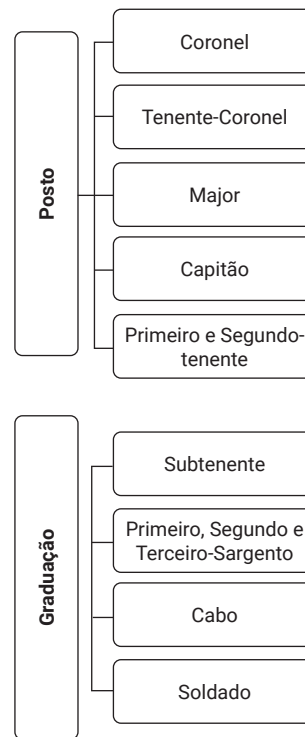 Posto
Coronel
Tenente-Coronel
Major
Capitão
Primeiro e Segundo-
tenente
Graduação
Subtenente
Primeiro, Segundo e
Terceiro-Sargento
Cabo
Soldado